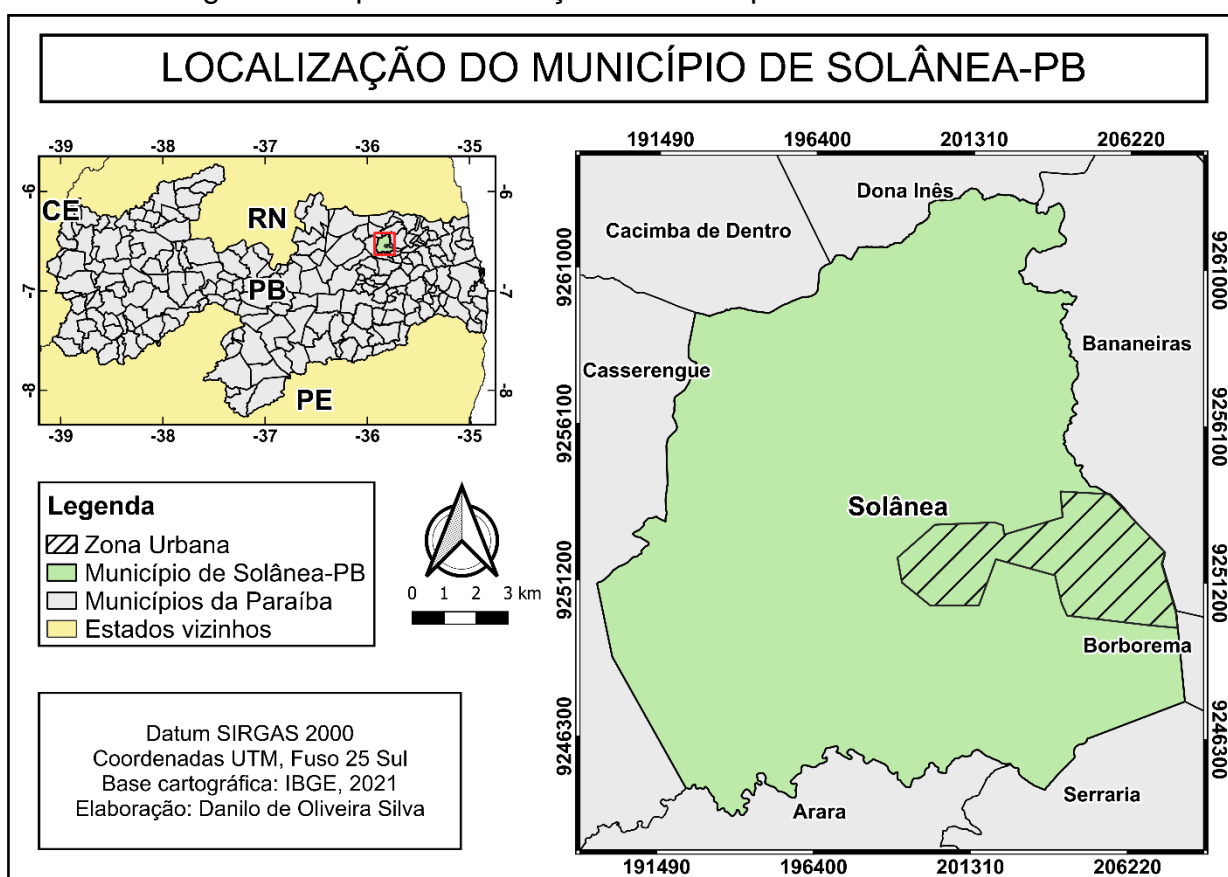 LOCALIZAÇÃO DO MUNICÍPIO DE SOLÂNEA-PB
-39 -38 -37 -36 -35
-6 -6
-7 -7
-8 -8
-39 -38 -37 -36 -35
CE
RN
PB
PE
Legenda
Zona Urbana
Município de Solânea-PB
Municípios da Paraíba
Estados vizinhos
0 1 2 3 km
Datum SIRGAS 2000
Coordenadas UTM, Fuso 25 Sul
Base cartográfica: IBGE, 2021
Elaboração: Danilo de Oliveira Silva
191490 196400 201310 206220
9261000 9261000
9256100 9256100
9251200 9251200
9246300 9246300
191490 196400 201310 206220
Dona Inês
Cacimba de Dentro
Bananeiras
Casserengue
Solânea
Borborema
Serraria
Arara